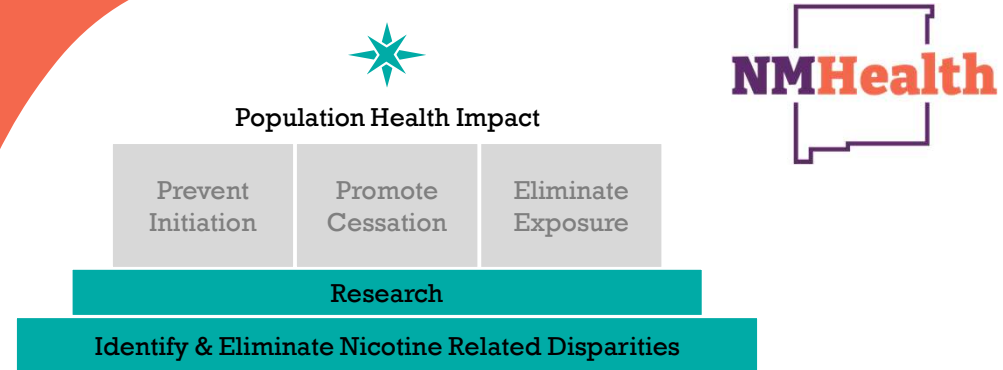 NMHealth
Population Health Impact
Prevent
Initiation
Promote
Cessation
Eliminate
Exposure
Research
Identify & Eliminate Nicotine Related Disparities